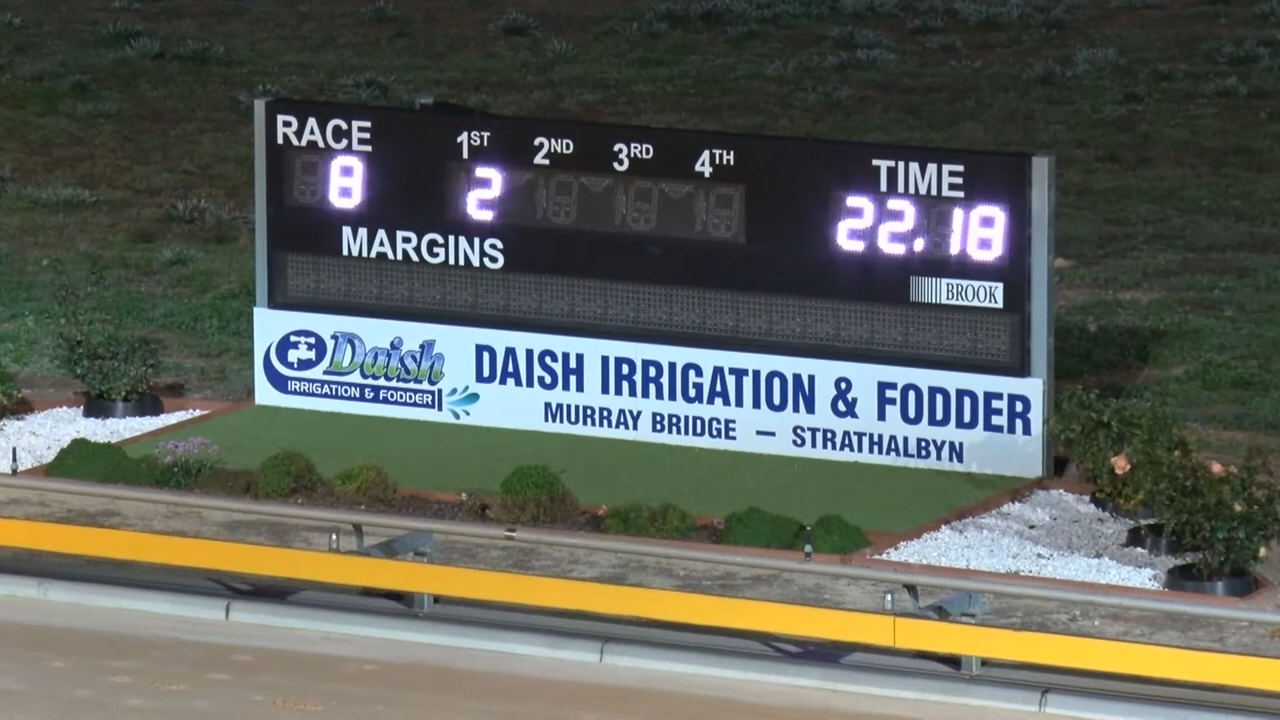 RACE 1ST 2ND 3RD 4TH TIME
8 2 22.18
MARGINS
BROOK
Daish
IRRIGATION & FODDER
DAISH IRRIGATION & FODDER
MURRAY BRIDGE — STRATHALBYN